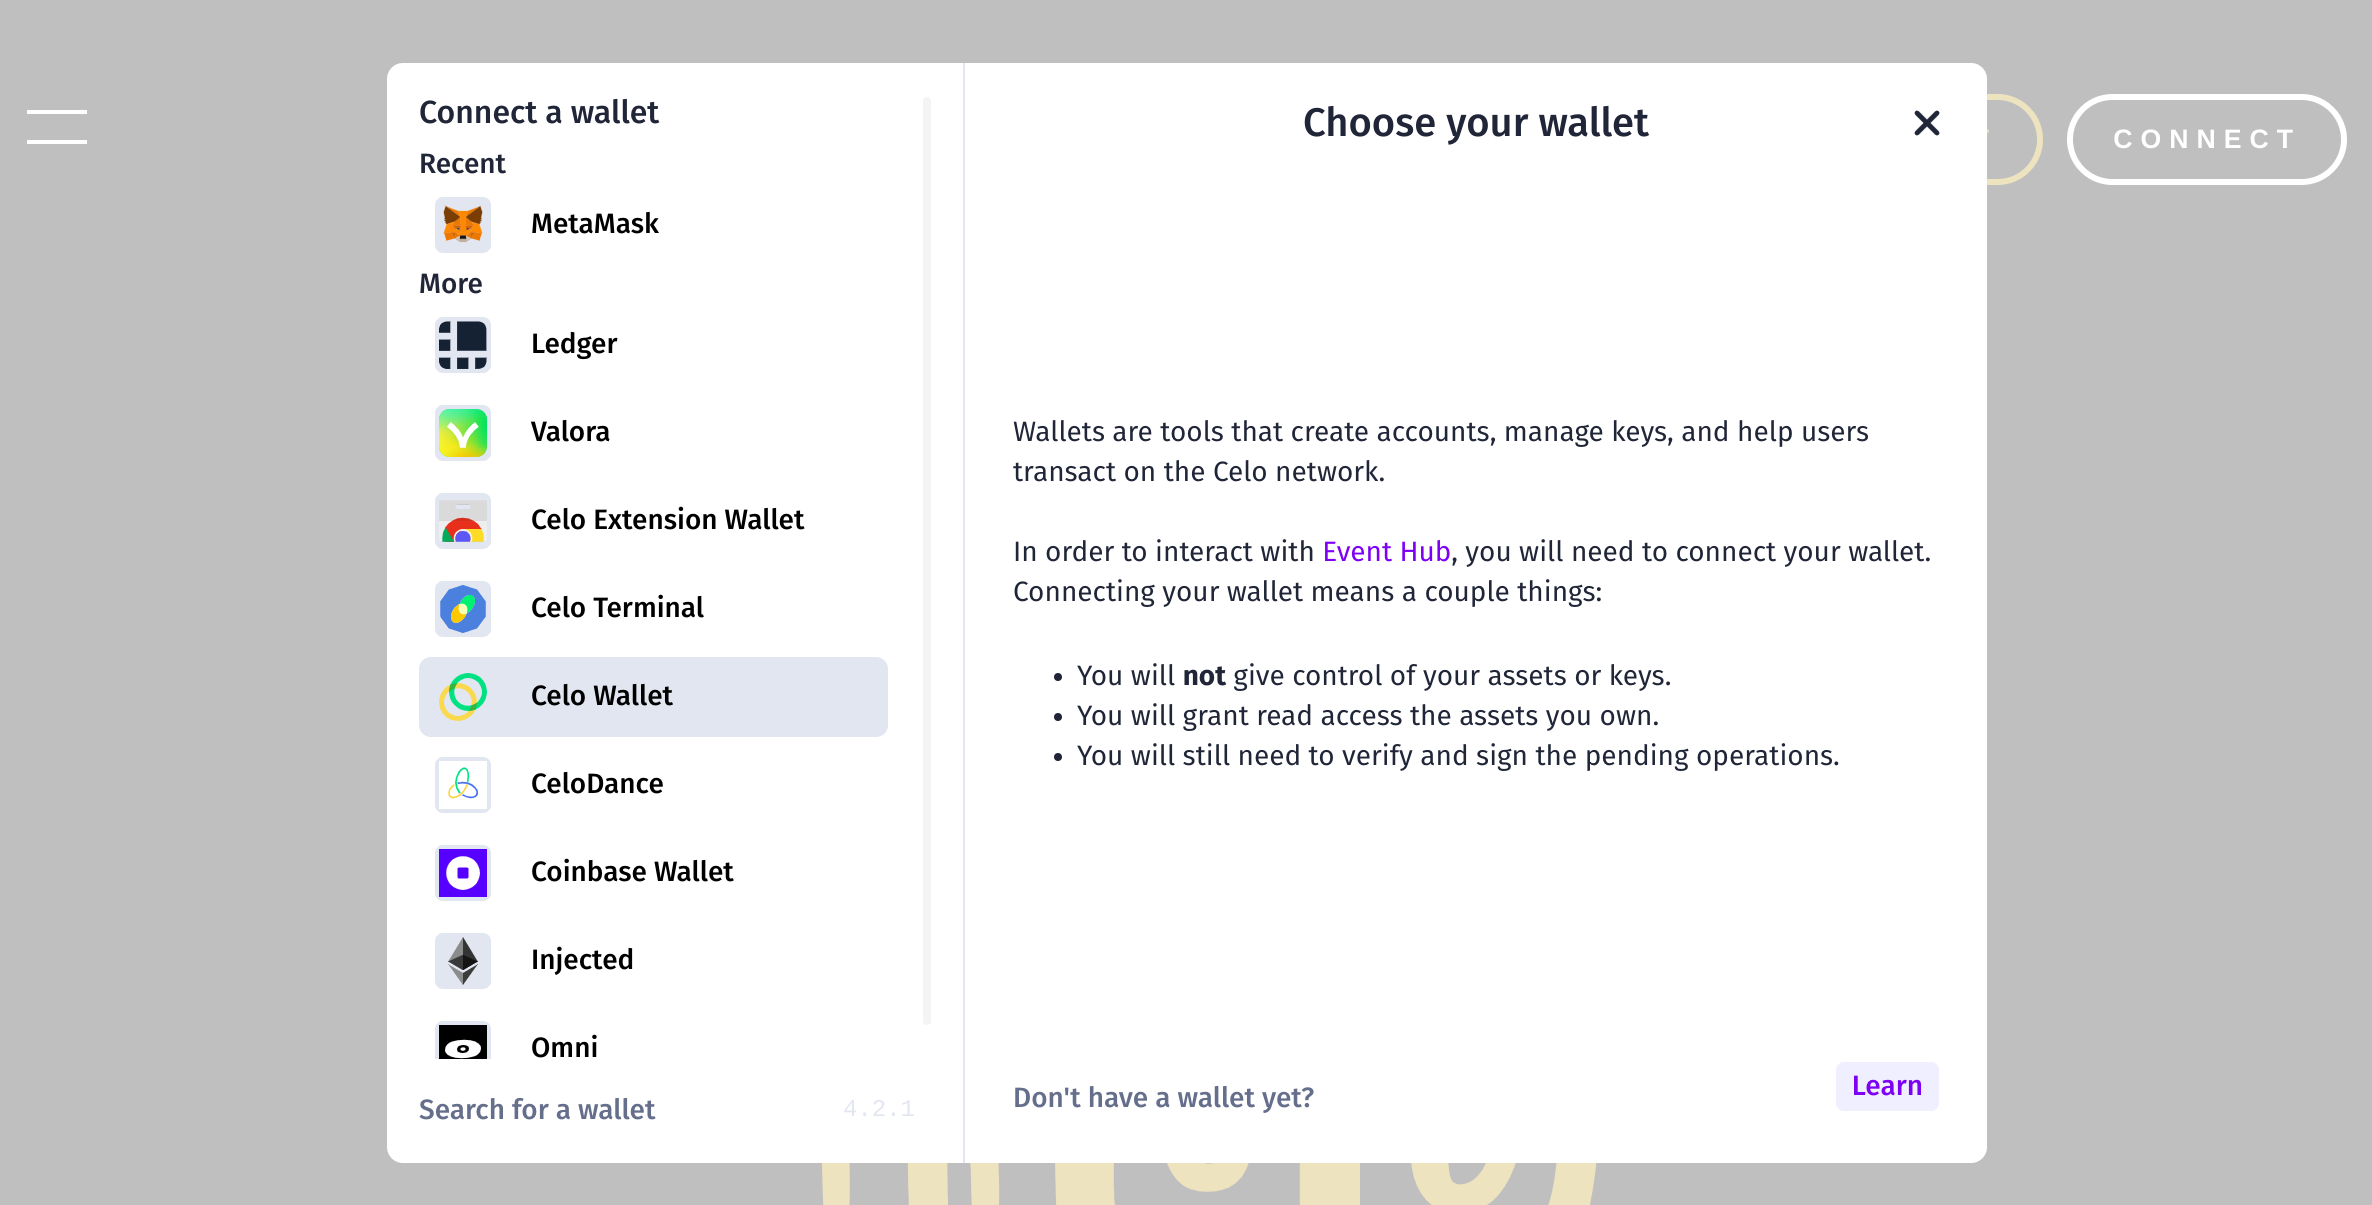 Connect a wallet
Recent
MetaMask
More
Ledger
Valora
Celo Extension Wallet
Celo Terminal
Celo Wallet
CeloDance
Coinbase Wallet
Injected
Omni
Search for a wallet
4.2.1
Choose your wallet
Wallets are tools that create accounts, manage keys, and help users
transact on the Celo network.
In order to interact with Event Hub, you will need to connect your wallet.
Connecting your wallet means a couple things:
• You will not give control of your assets or keys.
• You will grant read access the assets you own.
• You will still need to verify and sign the pending operations.
Don't have a wallet yet?
Learn
CONNECT